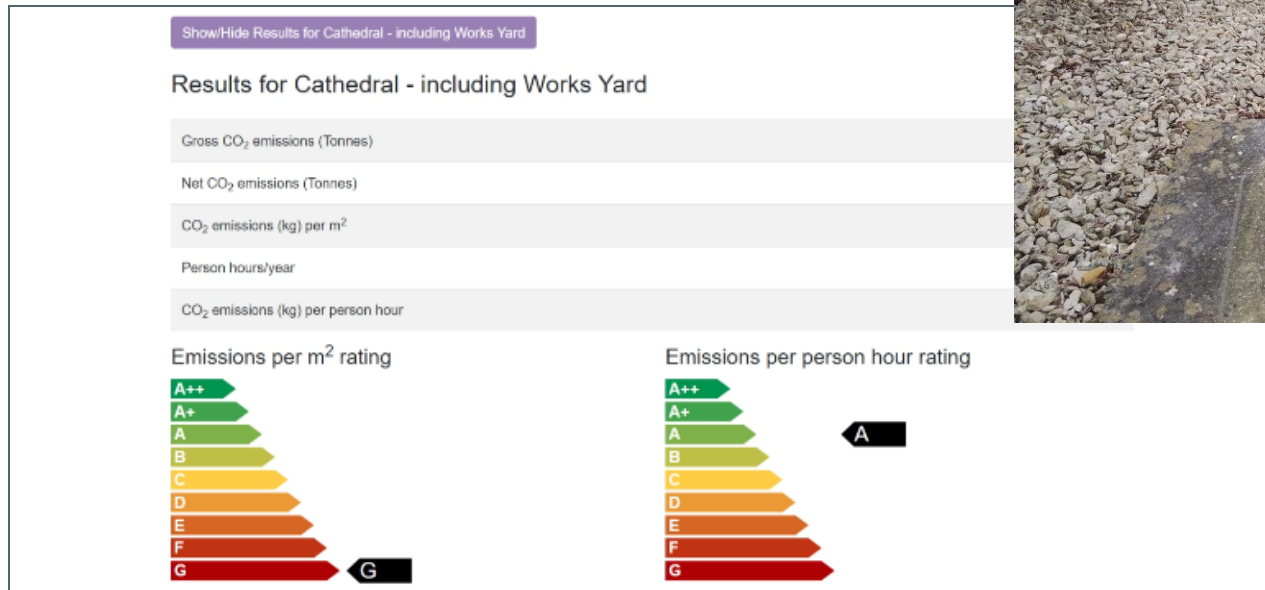 Show/Hide Results for Cathedral - including Works Yard
Results for Cathedral - including Works Yard
Gross CO₂ emissions (Tonnes)
Net CO₂ emissions (Tonnes)
CO₂ emissions (kg) per m²
Person hours/year
CO₂ emissions (kg) per person hour
Emissions per m² rating
A++
A+
A
B
C
D
E
F
G
G
Emissions per person hour rating
A++
A+
A
A
B
C
D
E
F
G